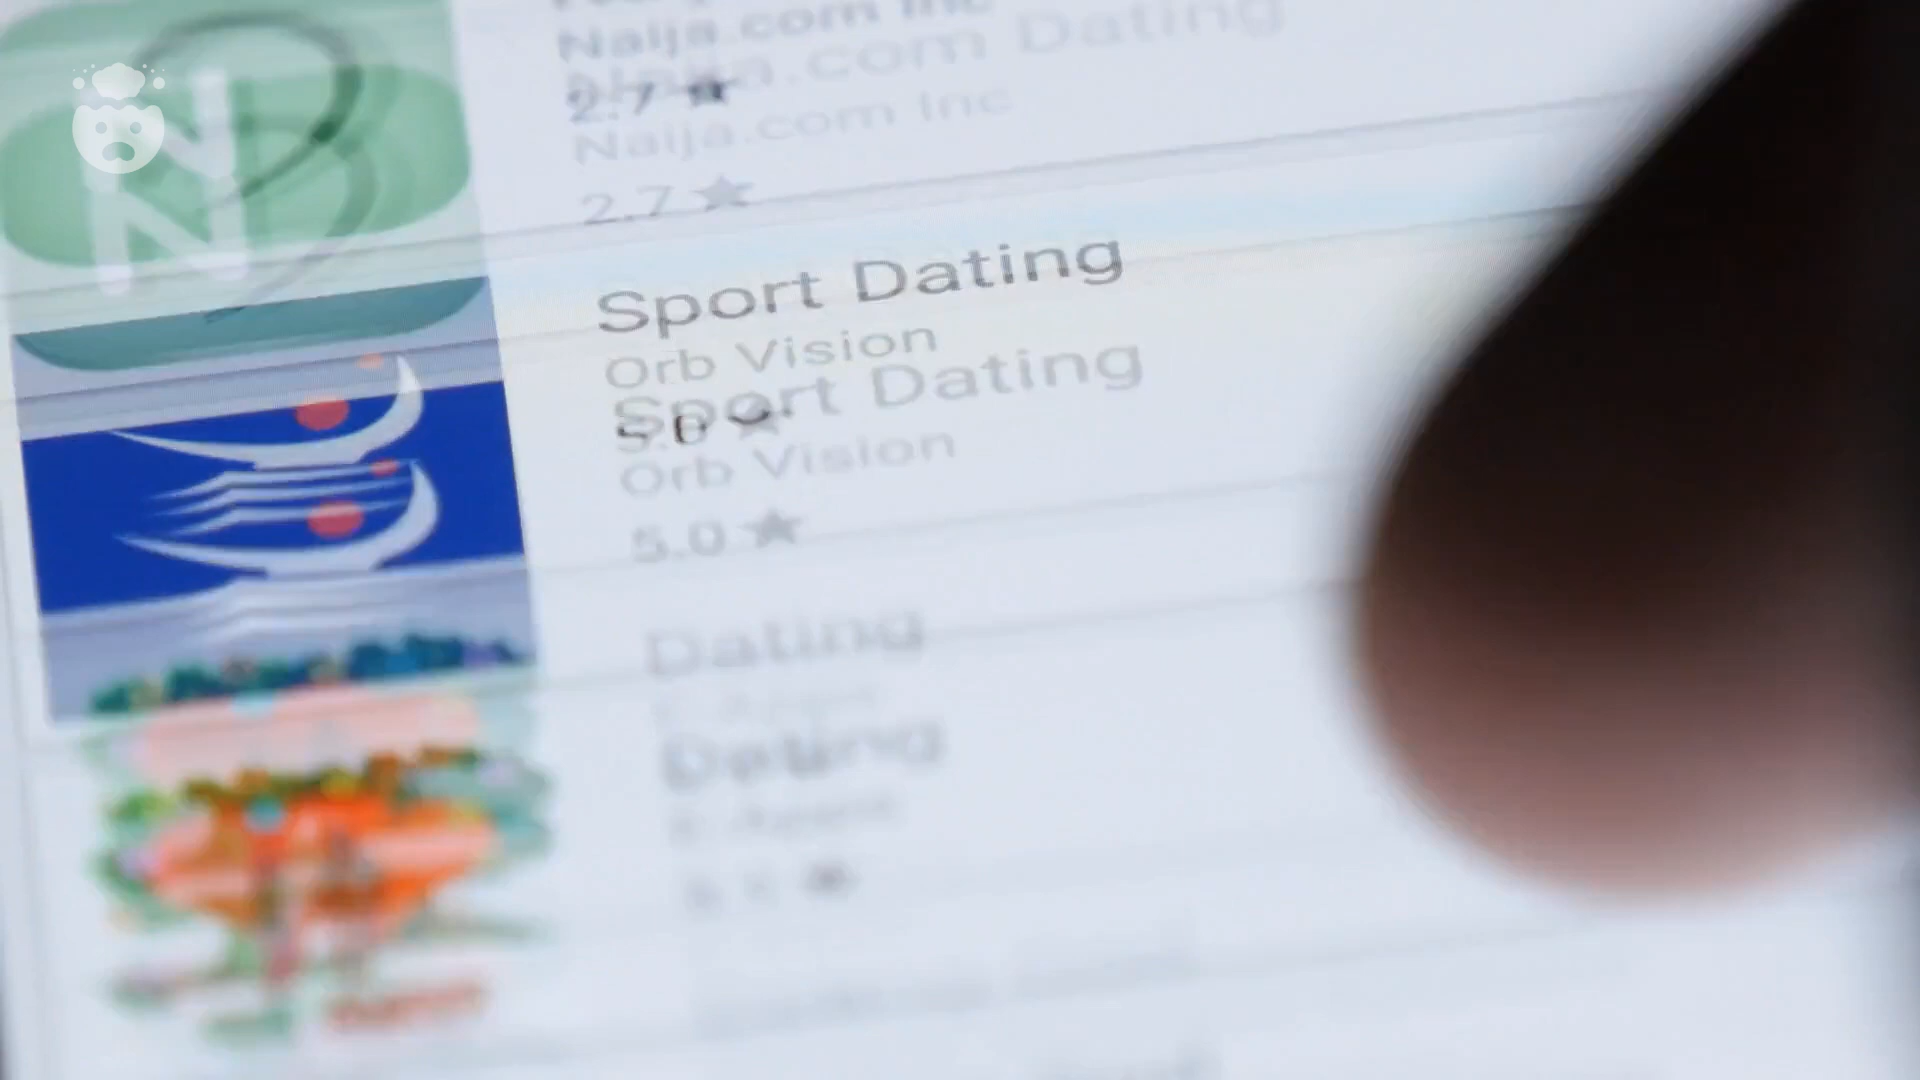 Naija.com Inc
Naija.com Dating
2.7 ★
Naija.com Inc
2.7 ★
Sport Dating
Orb Vision
Sport Dating
5.0 ★
Orb Vision
5.0 ★
Dating
Dating